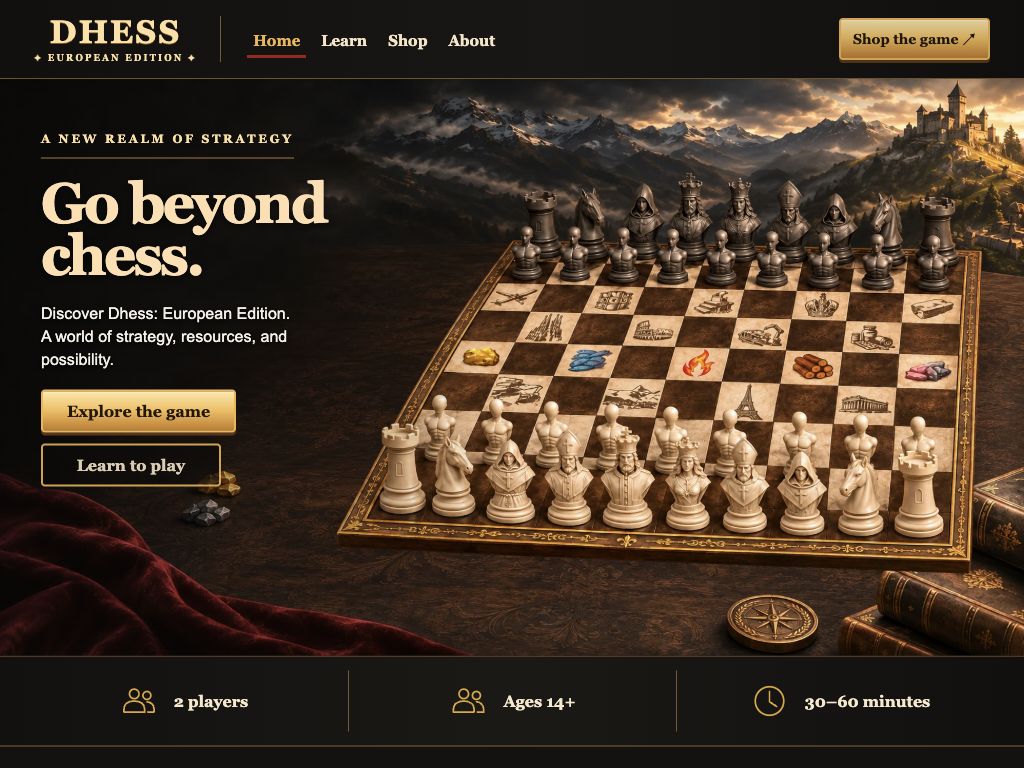 DHESS
✦ EUROPEAN EDITION ✦
Home Learn Shop About
Shop the game ↗
A NEW REALM OF STRATEGY
Go beyond
chess.
Discover Dhess: European Edition.
A world of strategy, resources, and
possibility.
Explore the game
Learn to play
2 players
Ages 14+
30–60 minutes